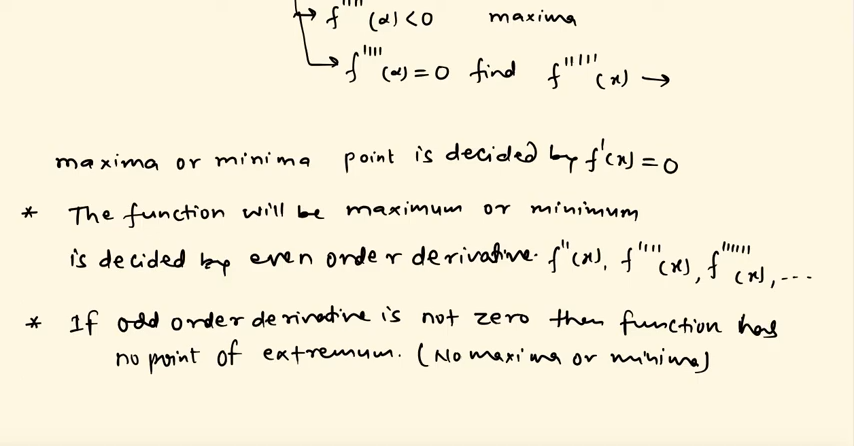 f''''(α) < 0 maxima
f''''(α) = 0 find f'''''(x) →
maxima or minima point is decided by f'(x) = 0
* The function will be maximum or minimum
is decided by even order derivative. f''(x), f''''(x), f''''''(x), ...
* If odd order derivative is not zero then function has
no point of extremum. (No maxima or minima)